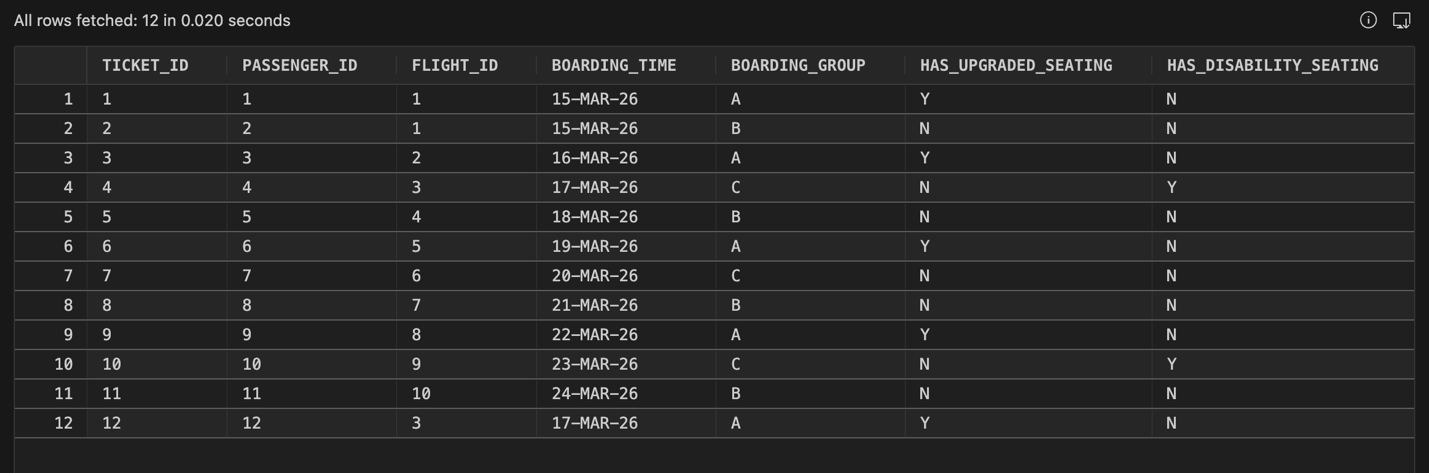 All rows fetched: 12 in 0.020 seconds
TICKET_ID PASSENGER_ID FLIGHT_ID BOARDING_TIME BOARDING_GROUP HAS_UPGRADED_SEATING HAS_DISABILITY_SEATING
1 1 1 1 15-MAR-26 A Y N
2 2 2 1 15-MAR-26 B N N
3 3 3 2 16-MAR-26 A Y N
4 4 4 3 17-MAR-26 C N Y
5 5 5 4 18-MAR-26 B N N
6 6 6 5 19-MAR-26 A Y N
7 7 7 6 20-MAR-26 C N N
8 8 8 7 21-MAR-26 B N N
9 9 9 8 22-MAR-26 A Y N
10 10 10 9 23-MAR-26 C N Y
11 11 11 10 24-MAR-26 B N N
12 12 12 3 17-MAR-26 A Y N